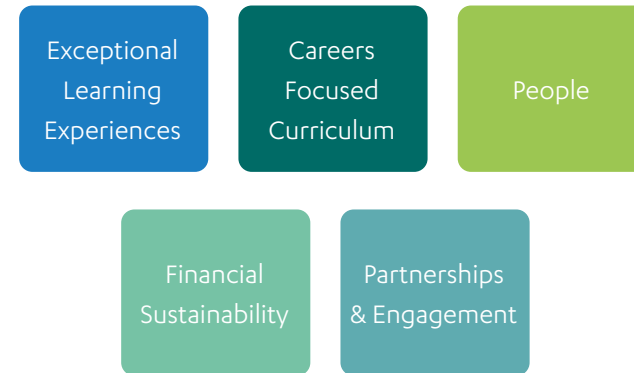 Exceptional
Learning
Experiences
Careers
Focused
Curriculum
People
Financial
Sustainability
Partnerships
& Engagement